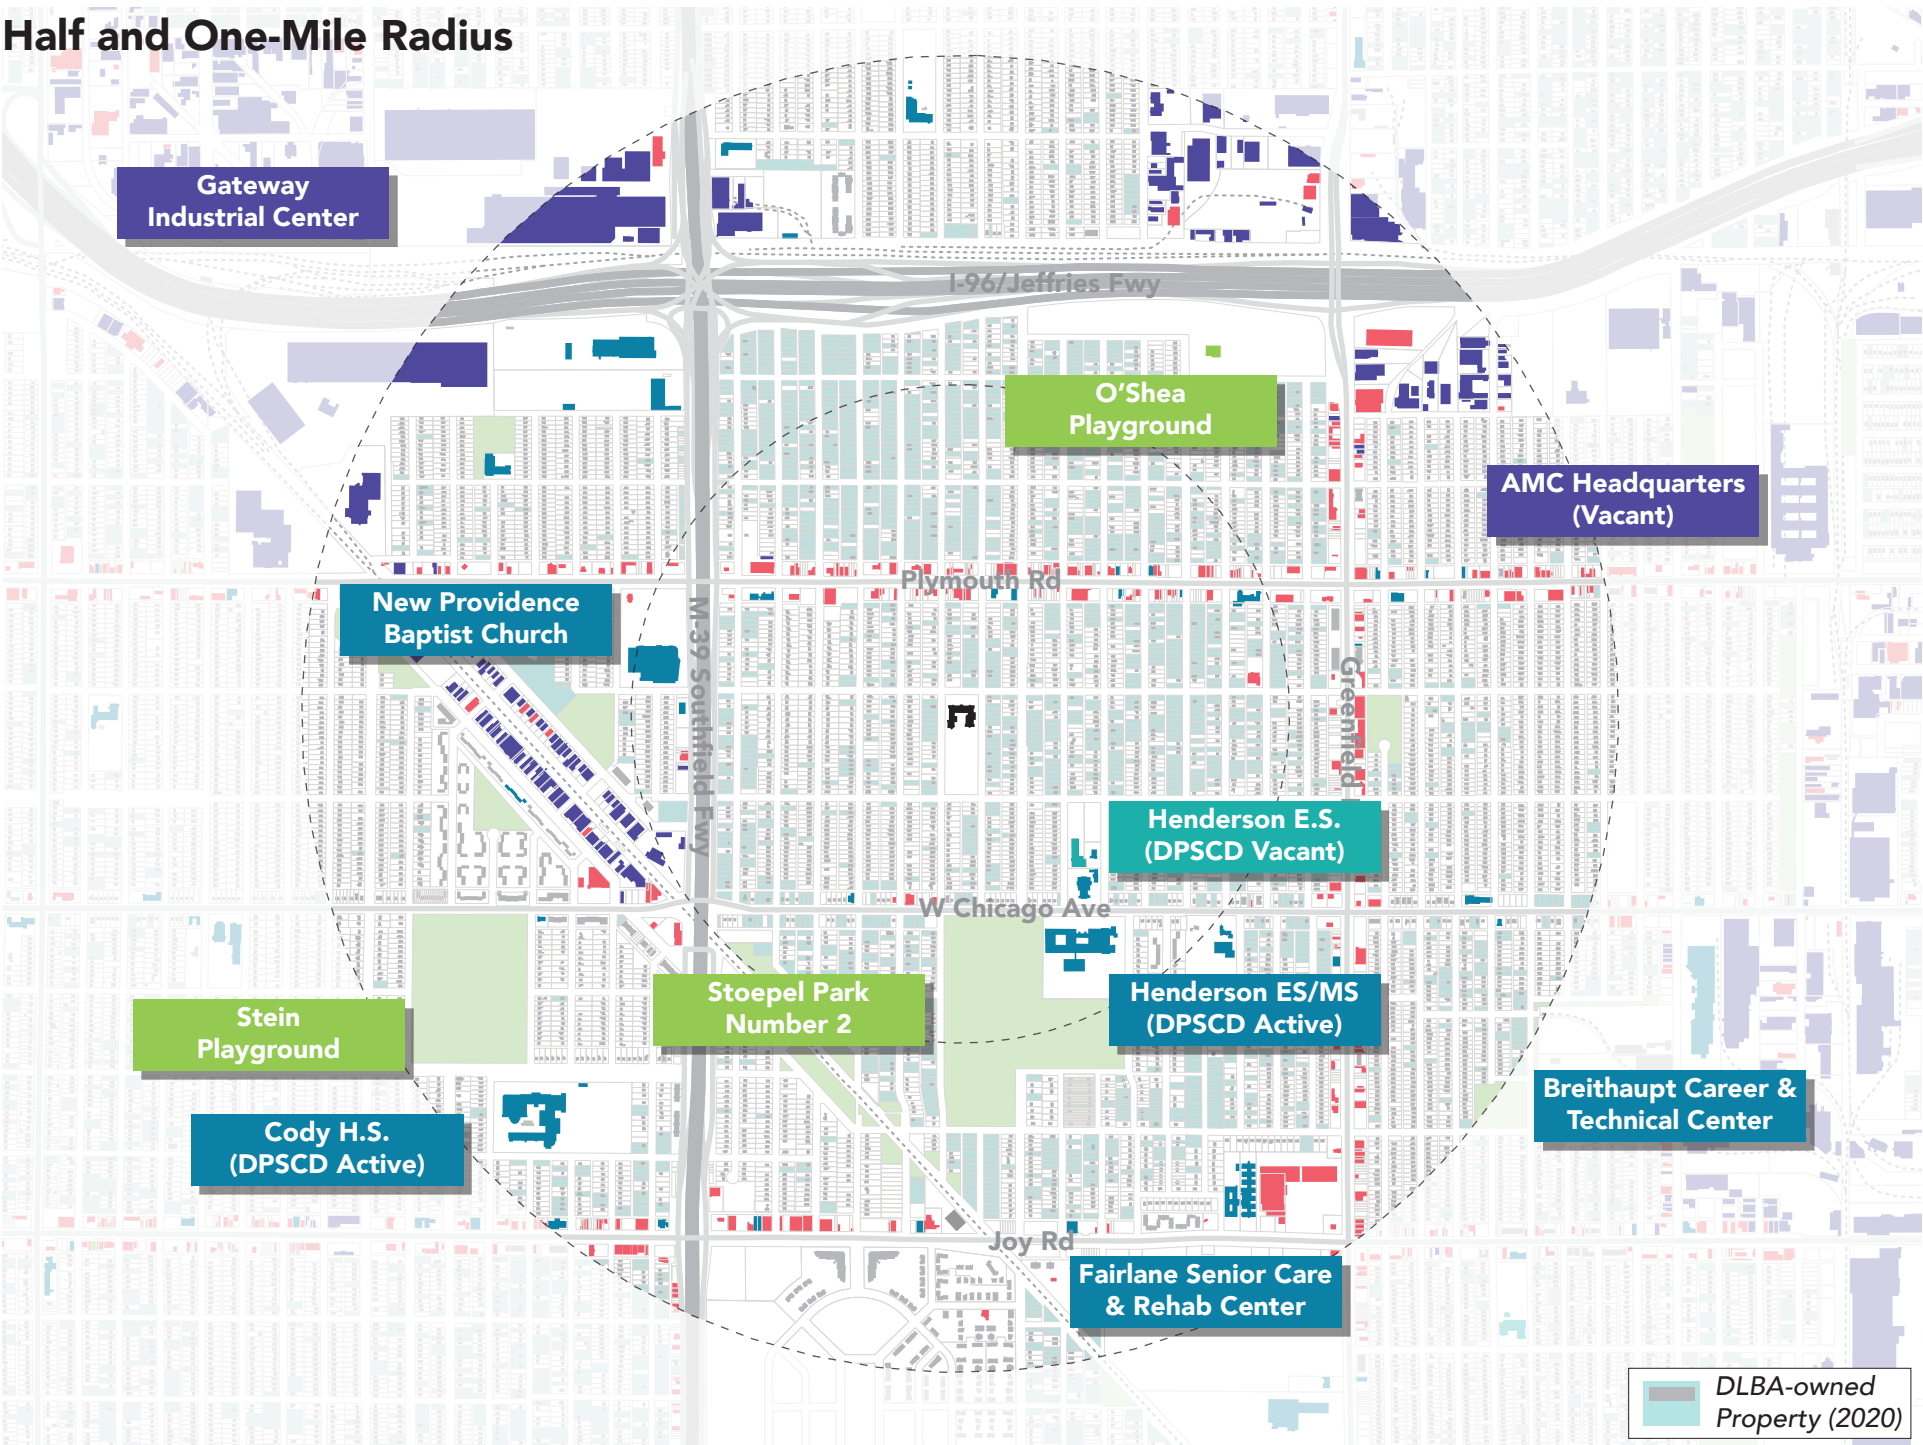 Half and One-Mile Radius
Gateway
Industrial Center
I-96/Jeffries Fwy
O'Shea
Playground
AMC Headquarters
(Vacant)
Plymouth Rd
New Providence
Baptist Church
M-39 Southfield Fwy
Greenfield
Henderson E.S.
(DPSCD Vacant)
W Chicago Ave
Stoepel Park
Number 2
Henderson ES/MS
(DPSCD Active)
Stein
Playground
Breithaupt Career &
Technical Center
Cody H.S.
(DPSCD Active)
Joy Rd
Fairlane Senior Care
& Rehab Center
DLBA-owned
Property (2020)